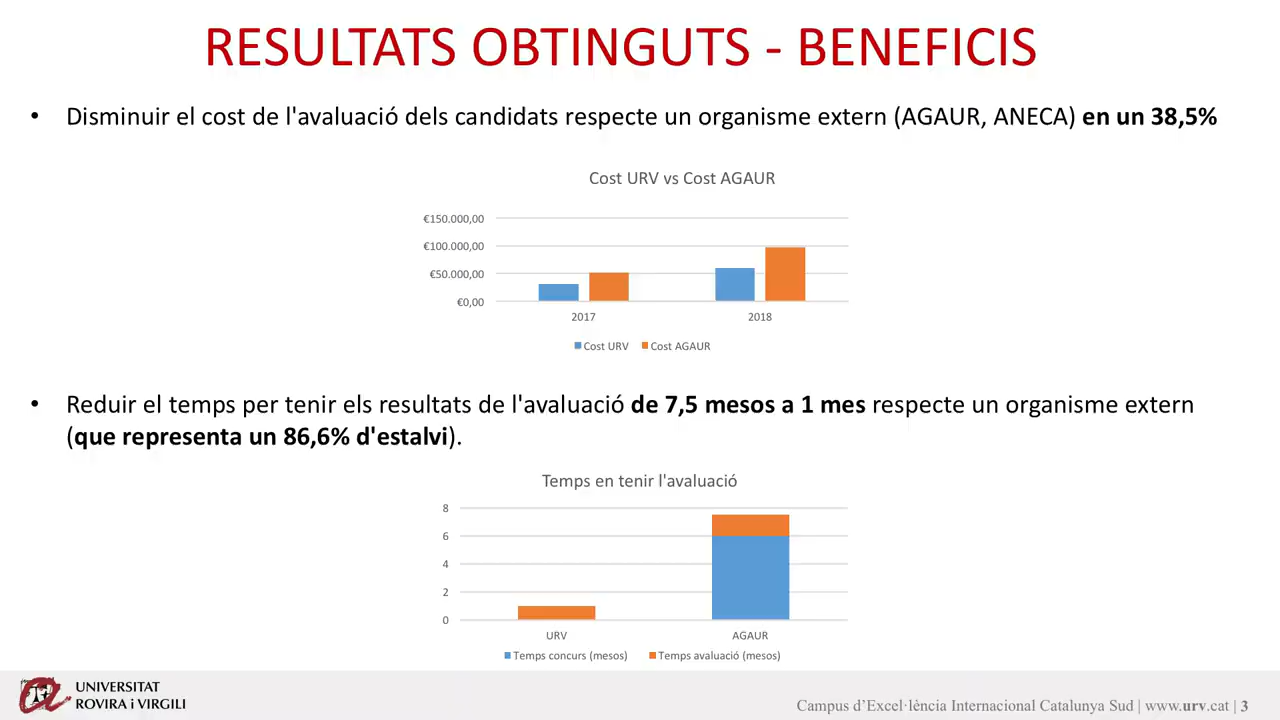 RESULTATS OBTINGUTS - BENEFICIS
• Disminuir el cost de l'avaluació dels candidats respecte un organisme extern (AGAUR, ANECA) en un 38,5%
Cost URV vs Cost AGAUR
€150.000,00
€100.000,00
€50.000,00
€0,00
2017
2018
Cost URV
Cost AGAUR
• Reduir el temps per tenir els resultats de l'avaluació de 7,5 mesos a 1 mes respecte un organisme extern
(que representa un 86,6% d'estalvi).
Temps en tenir l'avaluació
8
6
4
2
0
URV
AGAUR
Temps concurs (mesos)
Temps avaluació (mesos)
UNIVERSITAT
ROVIRA i VIRGILI
Campus d’Excel·lència Internacional Catalunya Sud | www.urv.cat | 3